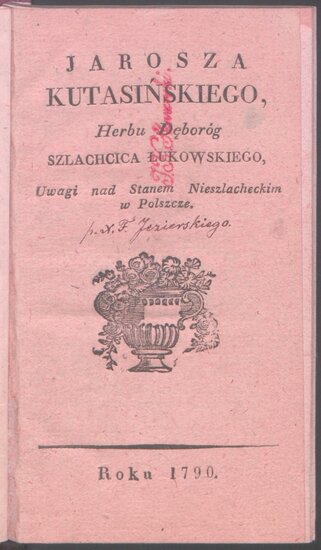 JAROSZA
KUTASIŃSKIEGO,
Herbu Dęboróg
SZLACHCICA ŁUKOWSKIEGO,
Uwagi nad Stanem Nieszlacheckim
w Polszcze.
p. X. F. Jezierskiego.
Roku 1790.